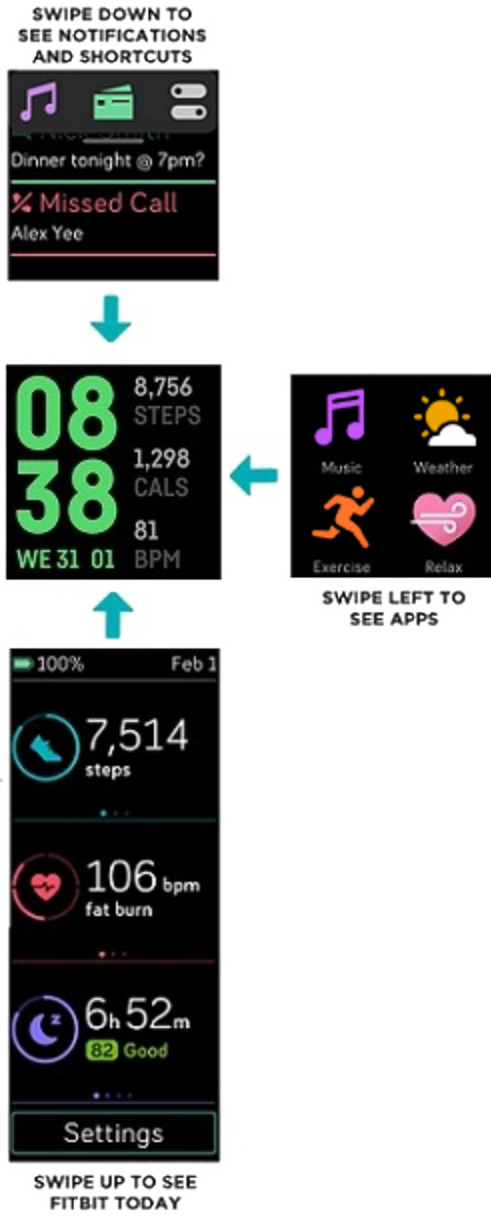 SWIPE DOWN TO
SEE NOTIFICATIONS
AND SHORTCUTS
Dinner tonight @ 7pm?
Missed Call
Alex Yee
08
38
WE 31 01
8,756
STEPS
1,298
CALS
81
BPM
Music
Weather
Exercise
Relax
SWIPE LEFT TO
SEE APPS
100% Feb 1
7,514
steps
106 bpm
fat burn
6h 52m
82 Good
Settings
SWIPE UP TO SEE
FITBIT TODAY